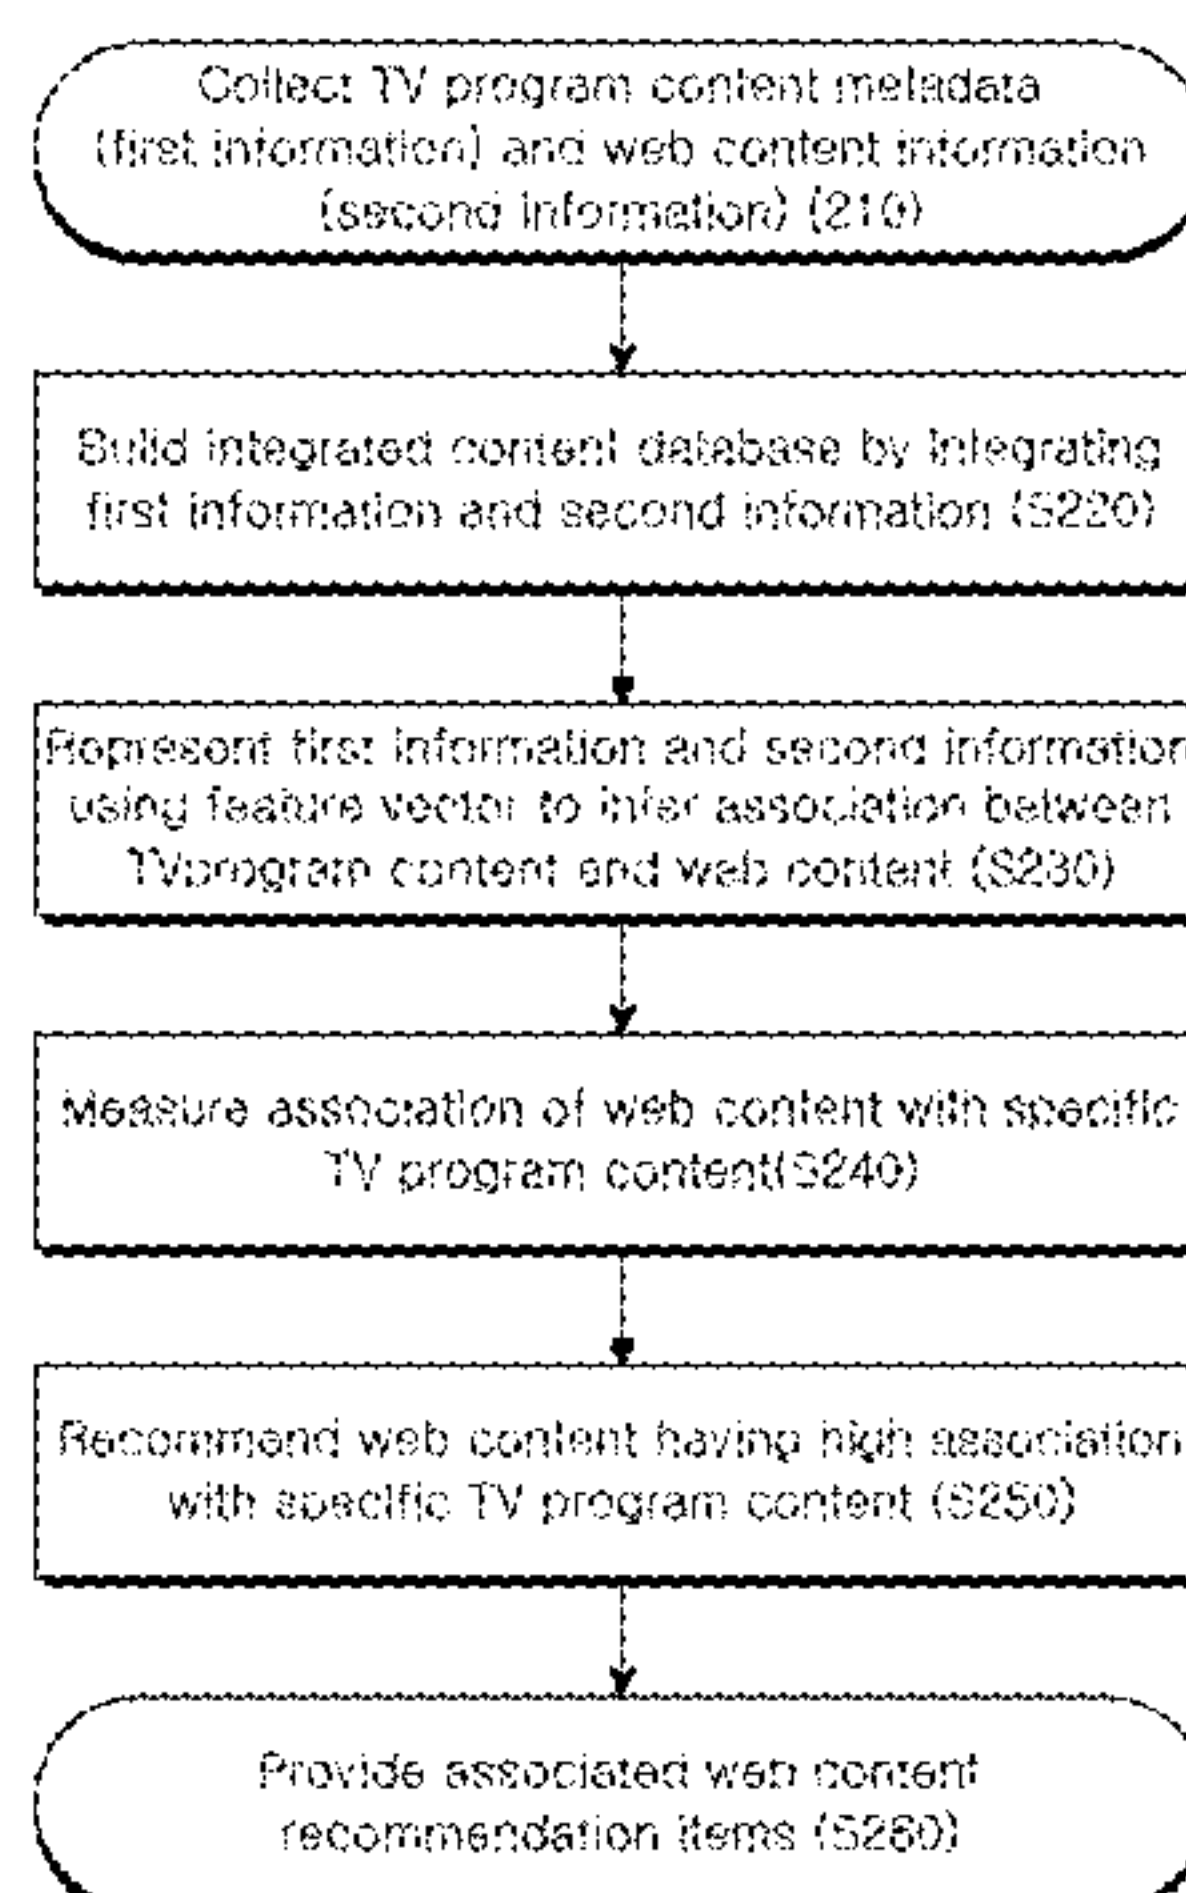 Collect TV program content metadata
(first information) and web content information
(second information) (210)
Build integrated content database by integrating
first information and second information (S220)
Represent first information and second information
using feature vector to infer association between
TVprogram content and web content (S230)
Measure association of web content with specific
TV program content(S240)
Recommend web content having high association
with specific TV program content (S250)
Provide associated web content
recommendation items (S260)